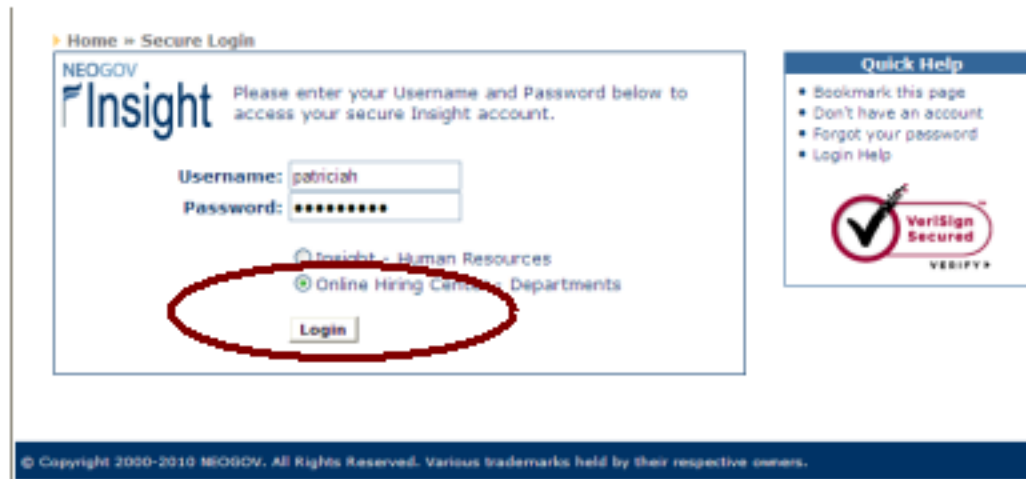 Home » Secure Login
NEOGOV
Insight
Please enter your Username and Password below to
access your secure Insight account.
Username: patriciah
Password: •••••••••
Insight - Human Resources
Online Hiring Center - Departments
Login
Quick Help
• Bookmark this page
• Don't have an account
• Forgot your password
• Login Help
VeriSign
Secured
VERIFY
© Copyright 2000-2010 NEOGOV. All Rights Reserved. Various trademarks held by their respective owners.